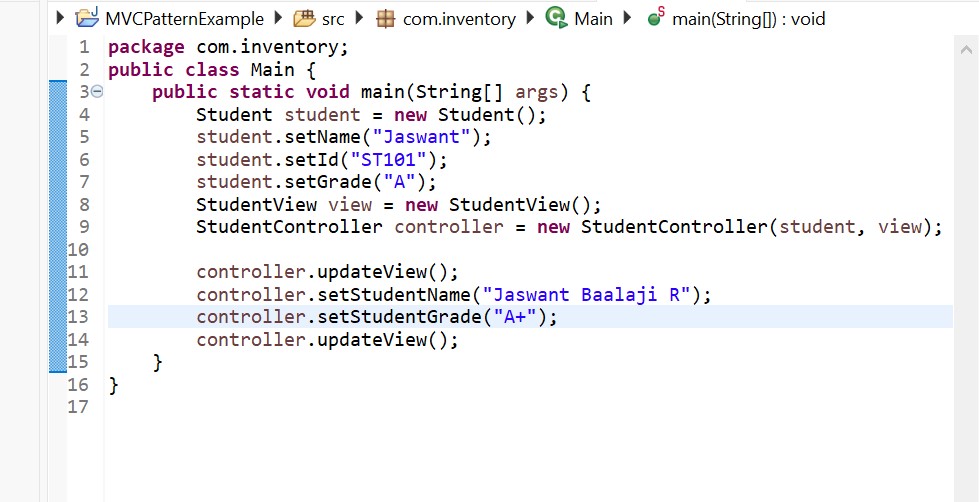 MVCPatternExample src com.inventory Main main(String[]) : void
1 package com.inventory;
2 public class Main {
3 public static void main(String[] args) {
4 Student student = new Student();
5 student.setName("Jaswant");
6 student.setId("ST101");
7 student.setGrade("A");
8 StudentView view = new StudentView();
9 StudentController controller = new StudentController(student, view);
10
11 controller.updateView();
12 controller.setStudentName("Jaswant Baalaji R");
13 controller.setStudentGrade("A+");
14 controller.updateView();
15 }
16 }
17